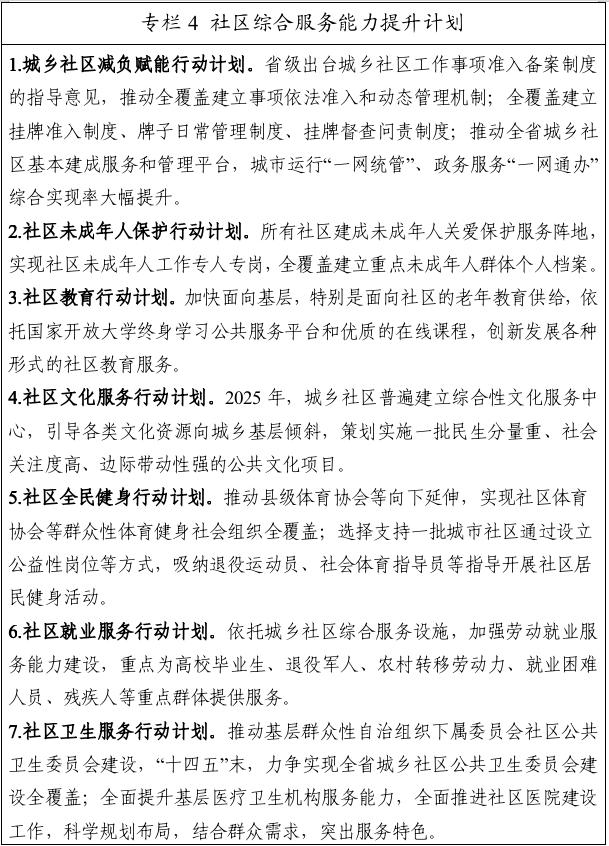 专栏 4 社区综合服务能力提升计划
1.城乡社区减负赋能行动计划。省级出台城乡社区工作事项准入备案制度
的指导意见，推动全覆盖建立事项依法准入和动态管理机制；全覆盖建立
挂牌准入制度、牌子日常管理制度、挂牌督查问责制度；推动全省城乡社
区基本建成服务和管理平台，城市运行“一网统管”、政务服务“一网通办”
综合实现率大幅提升。
2.社区未成年人保护行动计划。所有社区建成未成年人关爱保护服务阵地，
实现社区未成年人工作专人专岗，全覆盖建立重点未成年人群体个人档案。
3.社区教育行动计划。加快面向基层，特别是面向社区的老年教育供给，依
托国家开放大学终身学习公共服务平台和优质的在线课程，创新发展各种
形式的社区教育服务。
4.社区文化服务行动计划。2025 年，城乡社区普遍建立综合性文化服务中
心，引导各类文化资源向城乡基层倾斜，策划实施一批民生分量重、社会
关注度高、边际带动性强的公共文化项目。
5.社区全民健身行动计划。推动县级体育协会等向下延伸，实现社区体育
协会等群众性体育健身社会组织全覆盖；选择支持一批城市社区通过设立
公益性岗位等方式，吸纳退役运动员、社会体育指导员等指导开展社区居
民健身活动。
6.社区就业服务行动计划。依托城乡社区综合服务设施，加强劳动就业服
务能力建设，重点为高校毕业生、退役军人、农村转移劳动力、就业困难
人员、残疾人等重点群体提供服务。
7.社区卫生服务行动计划。推动基层群众性自治组织下属委员会社区公共
卫生委员会建设，“十四五”末，力争实现全省城乡社区公共卫生委员会建
设全覆盖；全面提升基层医疗卫生机构服务能力，全面推进社区医院建设
工作，科学规划布局，结合群众需求，突出服务特色。